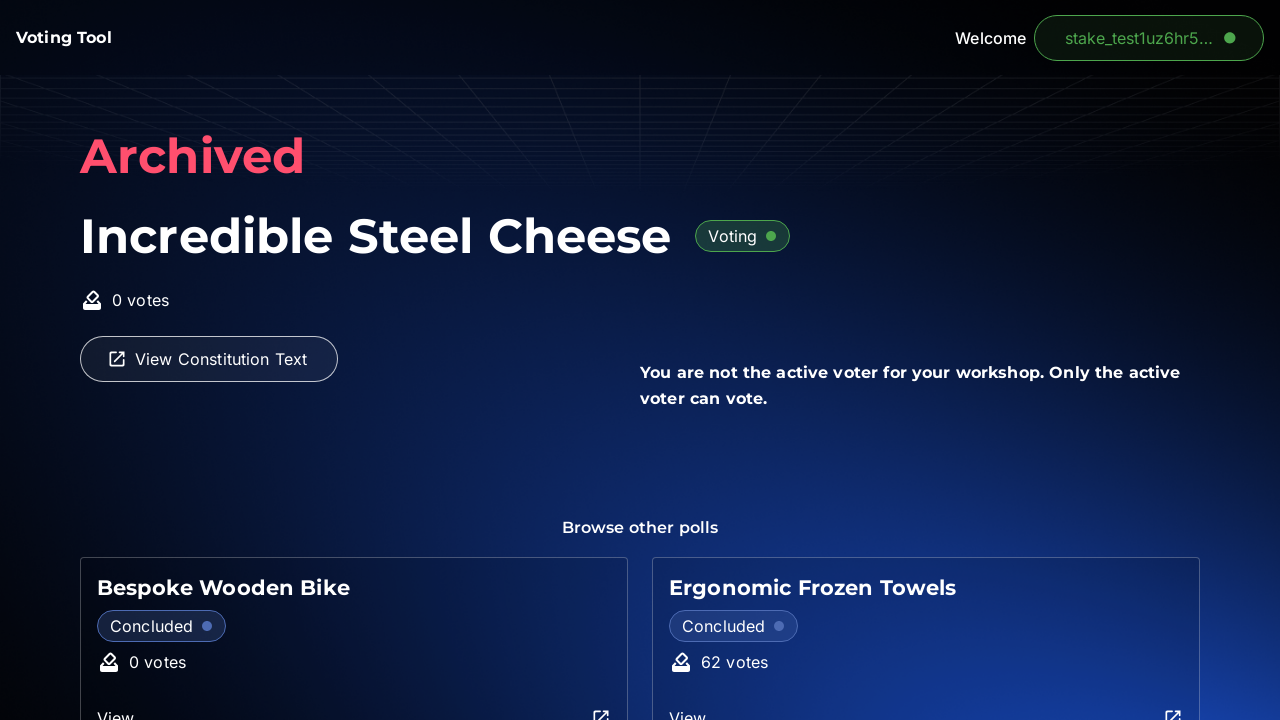 Voting Tool
Welcome
stake_test1uz6hr5...
Archived
Incredible Steel Cheese
Voting
0 votes
View Constitution Text
You are not the active voter for your workshop. Only the active
voter can vote.
Browse other polls
Bespoke Wooden Bike
Concluded
0 votes
View
Ergonomic Frozen Towels
Concluded
62 votes
View